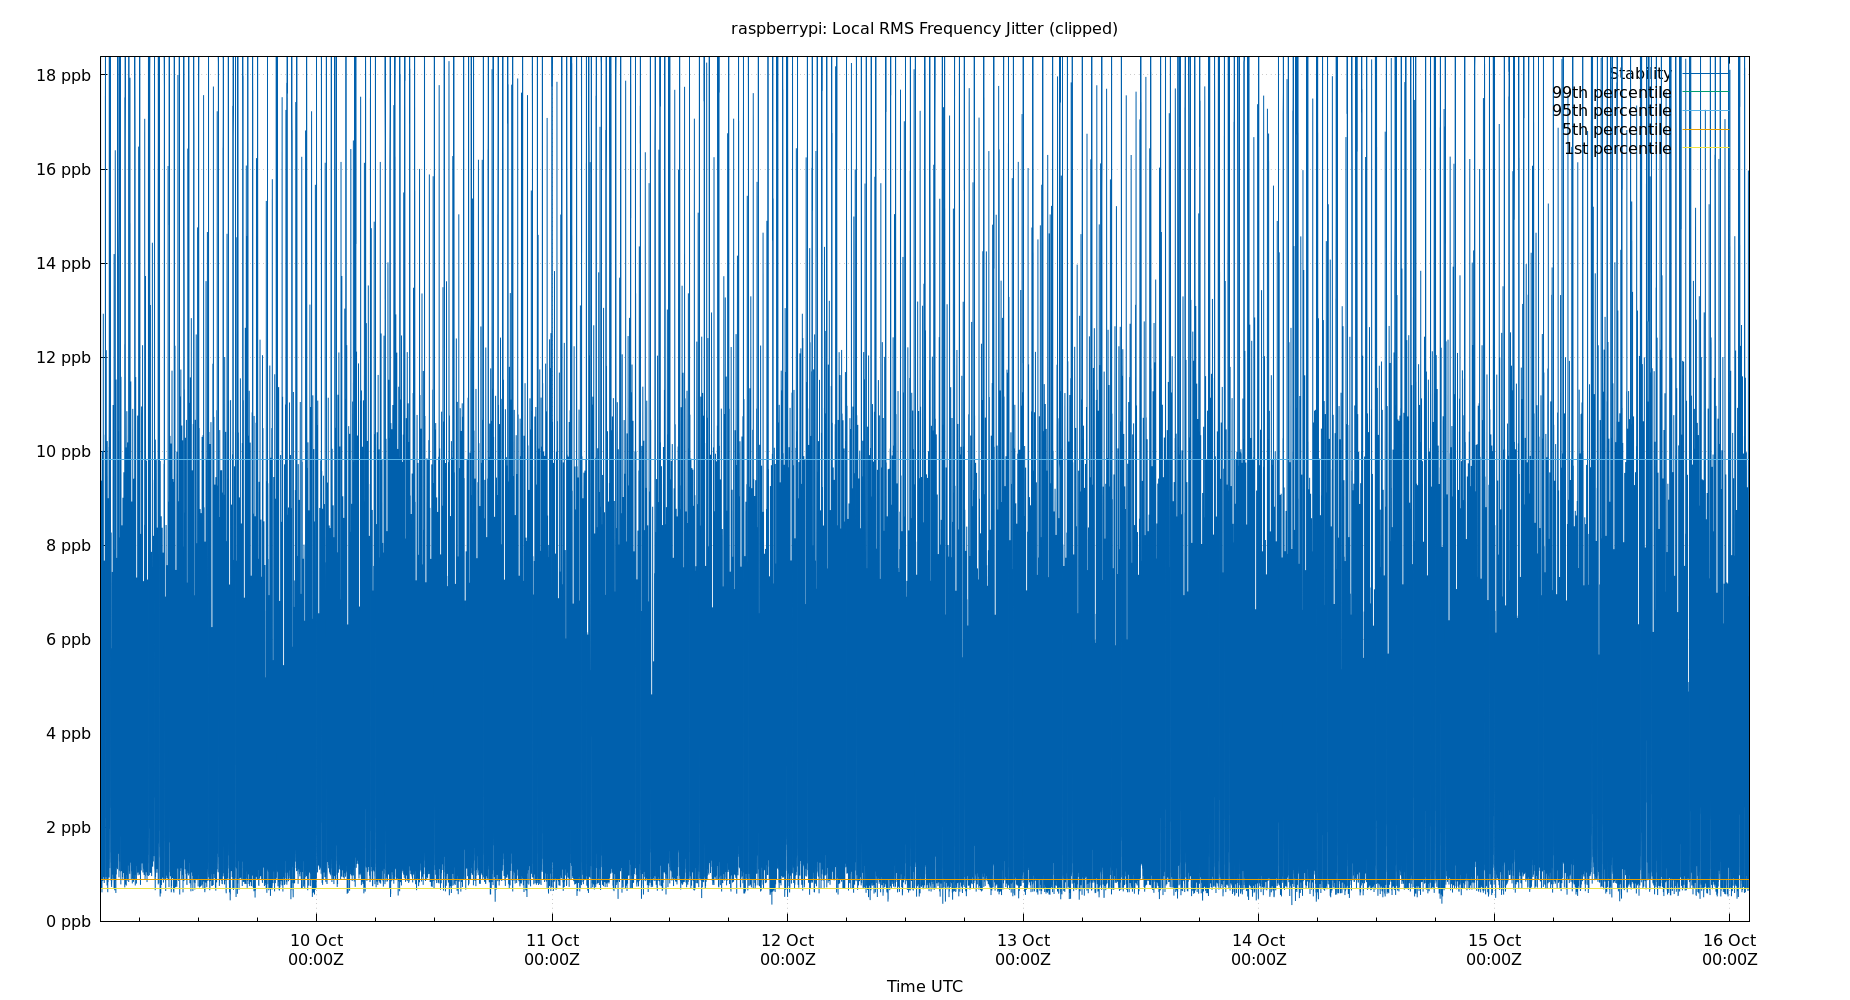 raspberrypi: Local RMS Frequency Jitter (clipped)
18 ppb
16 ppb
14 ppb
12 ppb
10 ppb
8 ppb
6 ppb
4 ppb
2 ppb
0 ppb
Stability
99th percentile
95th percentile
5th percentile
1st percentile
10 Oct
00:00Z
11 Oct
00:00Z
12 Oct
00:00Z
13 Oct
00:00Z
14 Oct
00:00Z
15 Oct
00:00Z
16 Oct
00:00Z
Time UTC